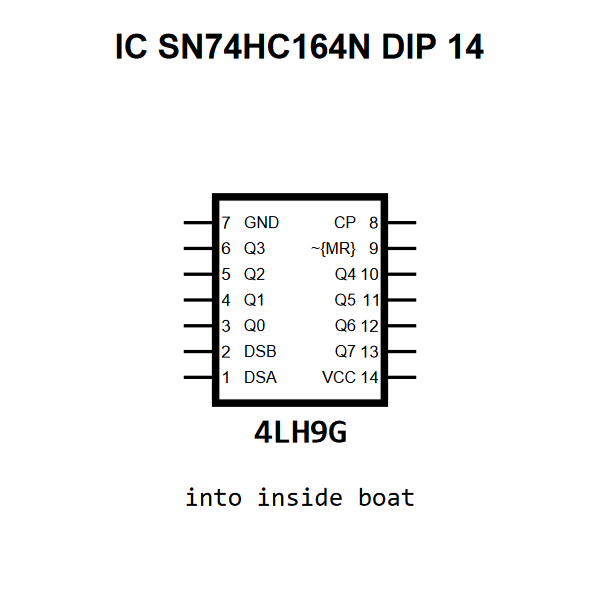 IC SN74HC164N DIP 14
7 GND CP 8
6 Q3 ~{MR} 9
5 Q2 Q4 10
4 Q1 Q5 11
3 Q0 Q6 12
2 DSB Q7 13
1 DSA VCC 14
4LH9G
into inside boat